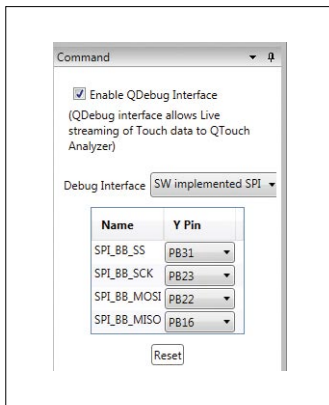 Command
Enable QDebug Interface
(QDebug interface allows Live
streaming of Touch data to QTouch
Analyzer)
Debug Interface SW implemented SPI
Name Y Pin
SPI_BB_SS PB31
SPI_BB_SCK PB23
SPI_BB_MOSI PB22
SPI_BB_MISO PB16
Reset